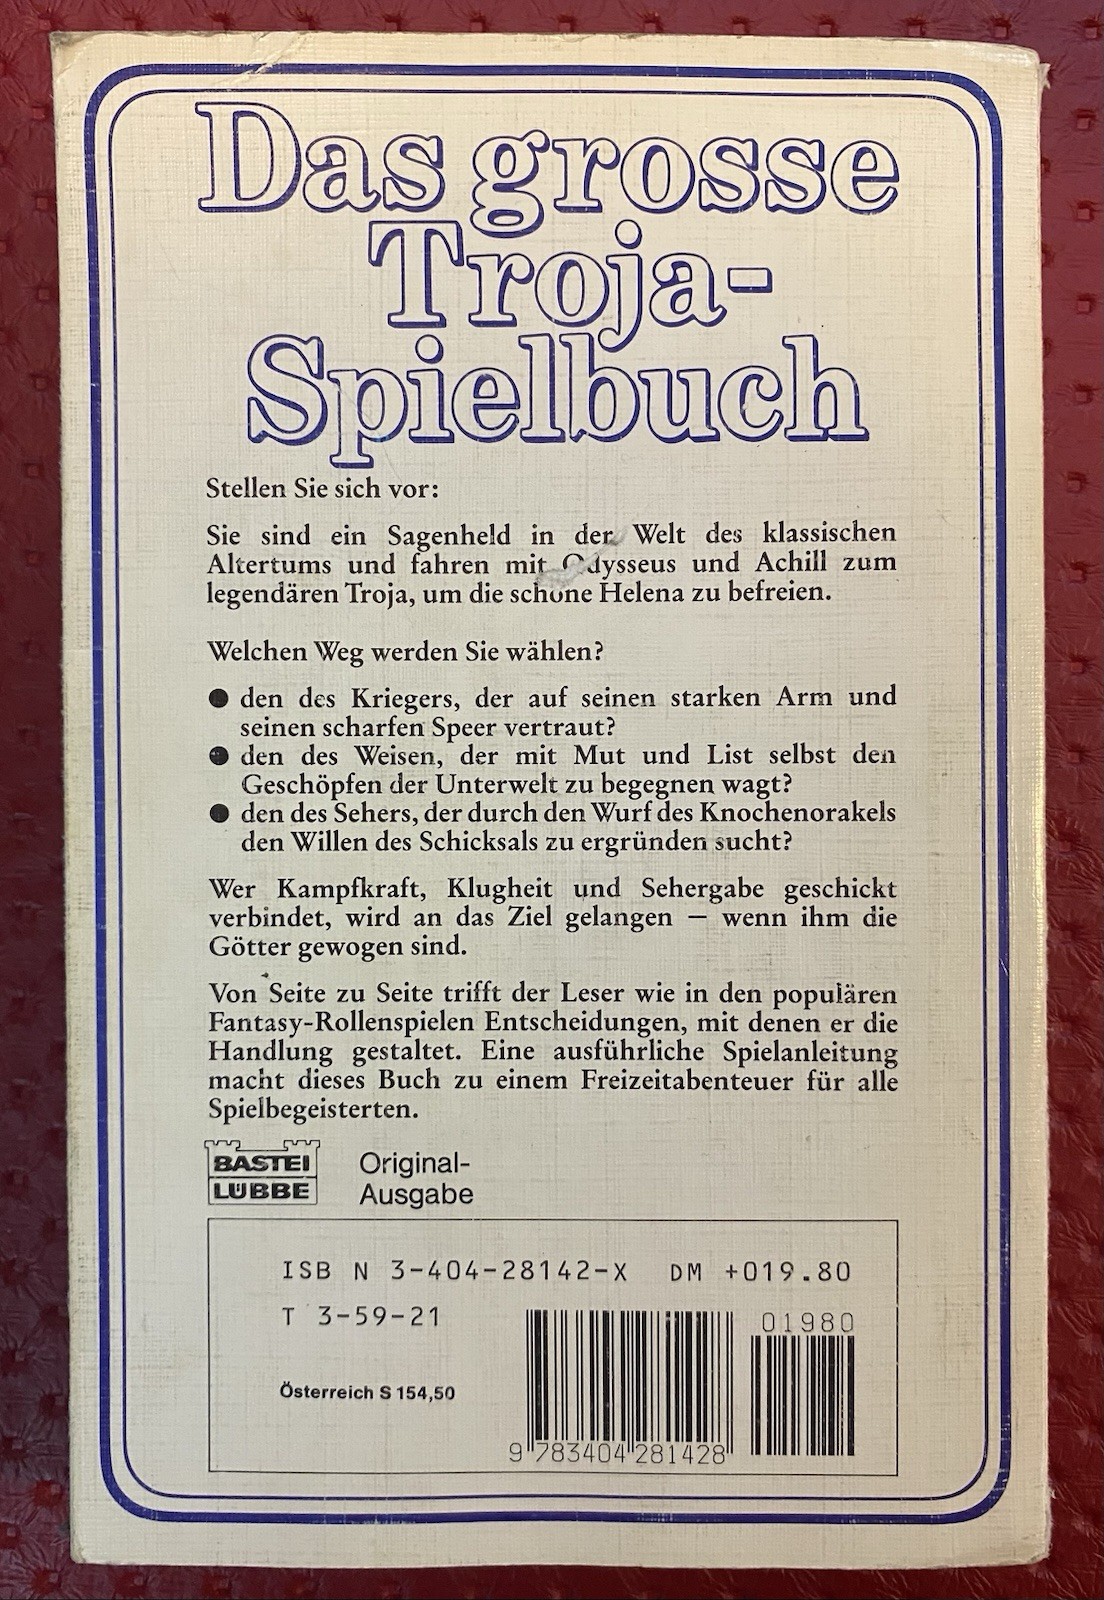 Das grosse
Troja-
Spielbuch
Stellen Sie sich vor:
Sie sind ein Sagenheld in der Welt des klassischen
Altertums und fahren mit Odysseus und Achill zum
legendären Troja, um die schöne Helena zu befreien.
Welchen Weg werden Sie wählen?
● den des Kriegers, der auf seinen starken Arm und
seinen scharfen Speer vertraut?
● den des Weisen, der mit Mut und List selbst den
Geschöpfen der Unterwelt zu begegnen wagt?
● den des Sehers, der durch den Wurf des Knochenorakels
den Willen des Schicksals zu ergründen sucht?
Wer Kampfkraft, Klugheit und Sehergabe geschickt
verbindet, wird an das Ziel gelangen – wenn ihm die
Götter gewogen sind.
Von Seite zu Seite trifft der Leser wie in den populären
Fantasy-Rollenspielen Entscheidungen, mit denen er die
Handlung gestaltet. Eine ausführliche Spielanleitung
macht dieses Buch zu einem Freizeitabenteuer für alle
Spielbegeisterten.
BASTEI
LÜBBE
Original-
Ausgabe
ISB N 3-404-28142-X DM +019.80
T 3-59-21
01980
Österreich S 154,50
9 783404 281428